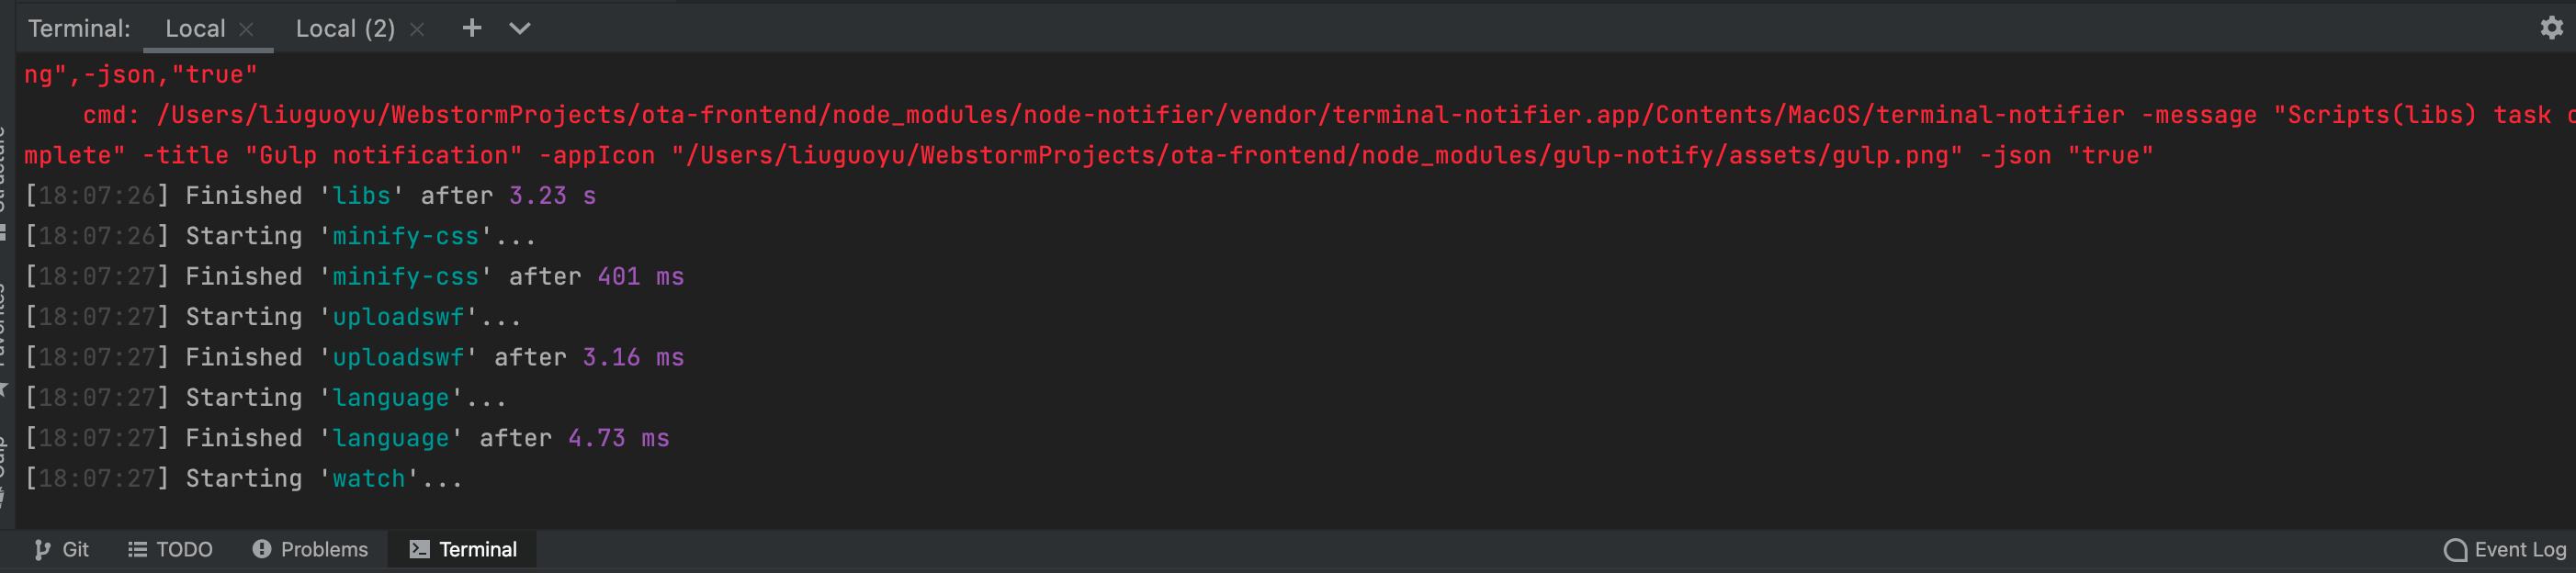 Terminal: Local Local (2)
ng",-json,"true"
cmd: /Users/liuguoyu/WebstormProjects/ota-frontend/node_modules/node-notifier/vendor/terminal-notifier.app/Contents/MacOS/terminal-notifier -message "Scripts(libs) task
mplete" -title "Gulp notification" -appIcon "/Users/liuguoyu/WebstormProjects/ota-frontend/node_modules/gulp-notify/assets/gulp.png" -json "true"
[18:07:26] Finished 'libs' after 3.23 s
[18:07:26] Starting 'minify-css'...
[18:07:27] Finished 'minify-css' after 401 ms
[18:07:27] Starting 'uploadswf'...
[18:07:27] Finished 'uploadswf' after 3.16 ms
[18:07:27] Starting 'language'...
[18:07:27] Finished 'language' after 4.73 ms
[18:07:27] Starting 'watch'...
Git TODO Problems Terminal Event Log